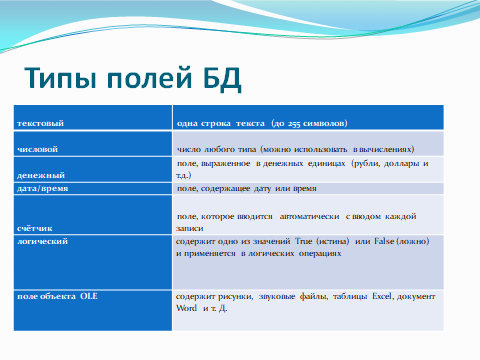 Типы полей БД
текстовый одна строка текста (до 255 символов)
числовой число любого типа (можно использовать в вычислениях)
денежный поле, выраженное в денежных единицах (рубли, доллары и
т.д.)
дата/время поле, содержащее дату или время
счётчик поле, которое вводится автоматически с вводом каждой
записи
логический содержит одно из значений True (истина) или False (ложно)
и применяется в логических операциях
поле объекта OLE содержит рисунки, звуковые файлы, таблицы Excel, документ
Word и т. Д.